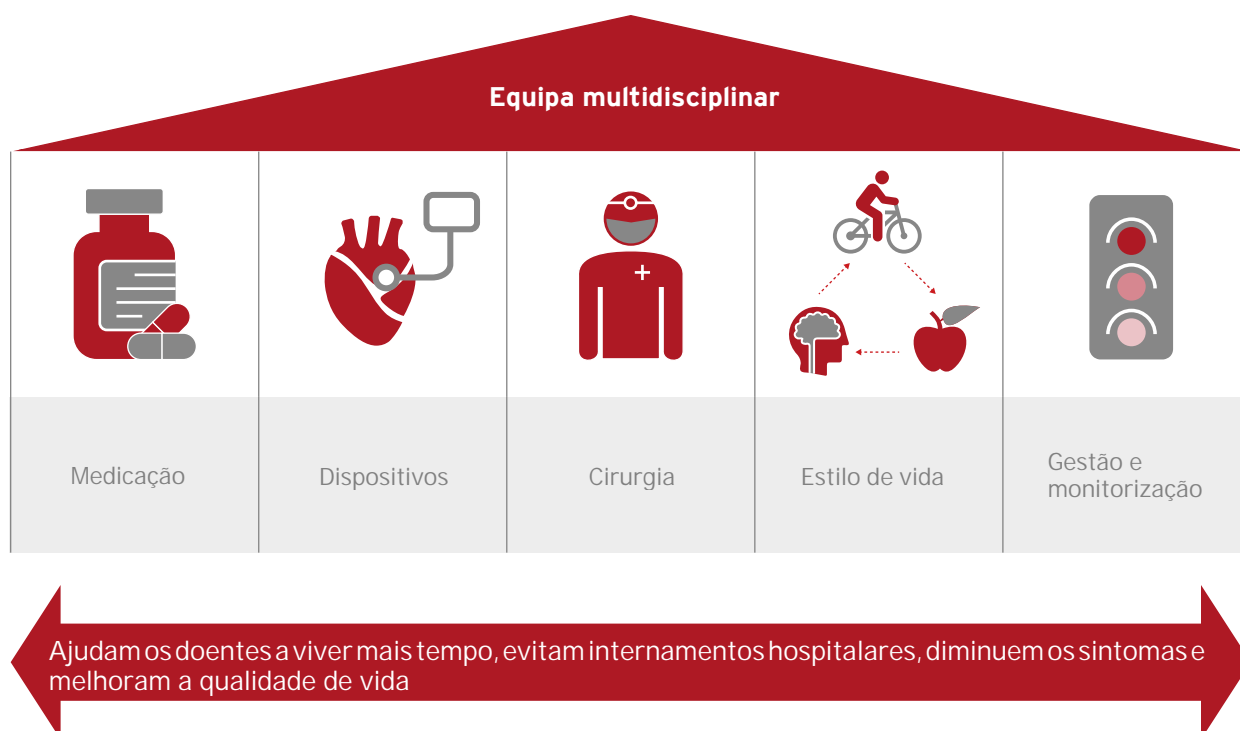 Equipa multidisciplinar
Medicação
Dispositivos
Cirurgia
Estilo de vida
Gestão e
monitorização
Ajudam os doentes a viver mais tempo, evitam internamentos hospitalares, diminuem os sintomas e
melhoram a qualidade de vida